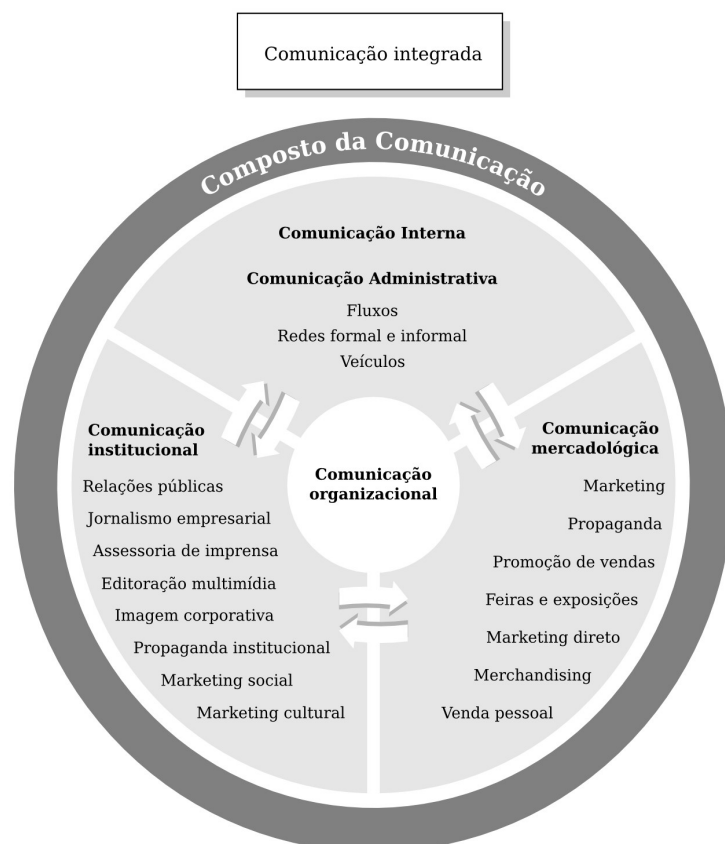 Comunicação integrada
Composto da Comunicação
Comunicação Interna
Comunicação Administrativa
Fluxos
Redes formal e informal
Veículos
Comunicação
institucional
Relações públicas
Jornalismo empresarial
Assessoria de imprensa
Editoração multimídia
Imagem corporativa
Propaganda institucional
Marketing social
Marketing cultural
Comunicação
organizacional
Comunicação
mercadológica
Marketing
Propaganda
Promoção de vendas
Feiras e exposições
Marketing direto
Merchandising
Venda pessoal